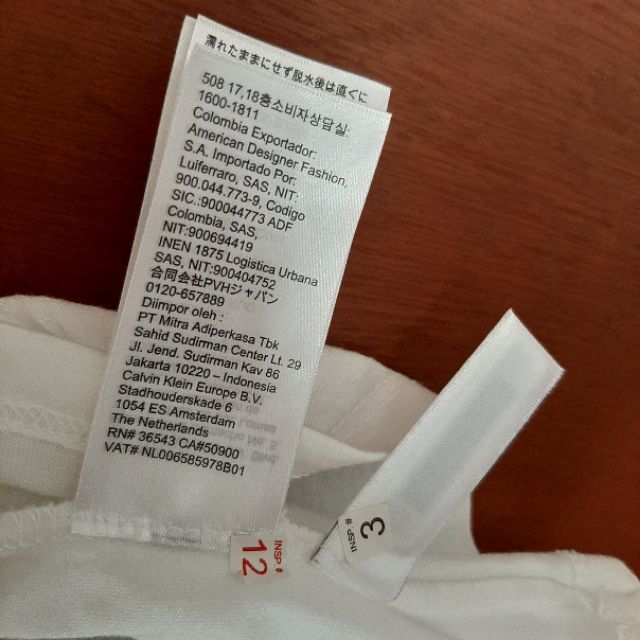 濡れたままにせず脱水後は直ぐに
508 17,18층소비자상담실:
1600-1811
Colombia Exportador:
American Designer Fashion,
S.A. Importado Por:
Luiferraro, SAS, NIT:
900.044.773-9, Codigo
SIC.:900044773 ADF
Colombia, SAS,
NIT:900694419
INEN 1875 Logistica Urbana
SAS, NIT:900404752
合同会社PVHジャパン
0120-657889
Diimpor oleh :
PT Mitra Adiperkasa Tbk
Sahid Sudirman Center Lt. 29
Jl. Jend. Sudirman Kav 86
Jakarta 10220 – Indonesia
Calvin Klein Europe B.V.
Stadhouderskade 6
1054 ES Amsterdam
The Netherlands
RN# 36543 CA#50900
VAT# NL006585978B01
INSP #
12
INSP #
3